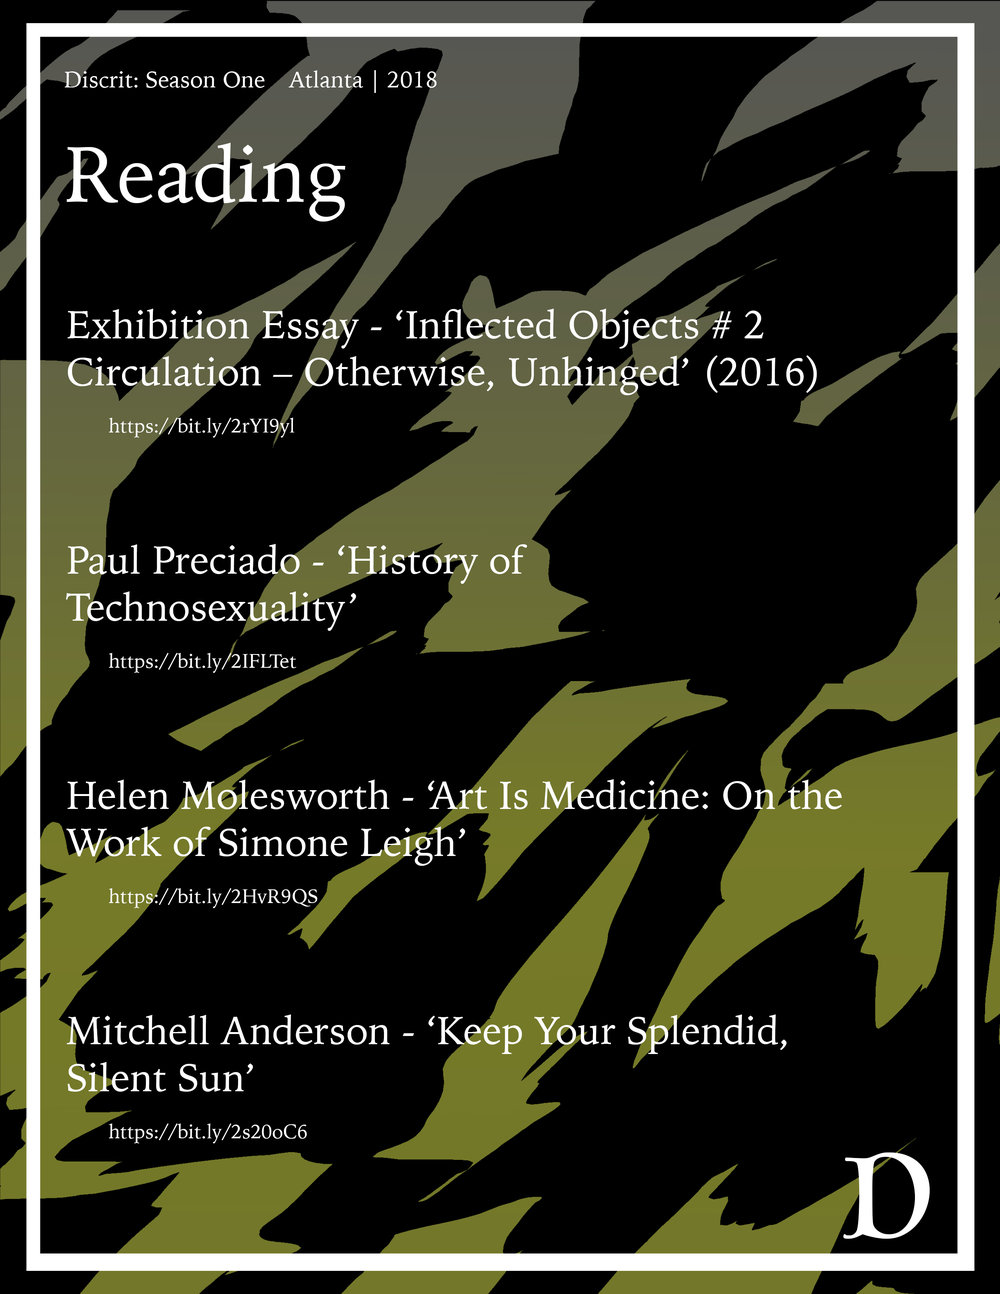 Discrit: Season One Atlanta | 2018
Reading
Exhibition Essay - ‘Inflected Objects # 2
Circulation – Otherwise, Unhinged’ (2016)
https://bit.ly/2rYI9yl
Paul Preciado - ‘History of
Technosexuality’
https://bit.ly/2IFLTet
Helen Molesworth - ‘Art Is Medicine: On the
Work of Simone Leigh’
https://bit.ly/2HvR9QS
Mitchell Anderson - ‘Keep Your Splendid,
Silent Sun’
https://bit.ly/2s20oC6
D